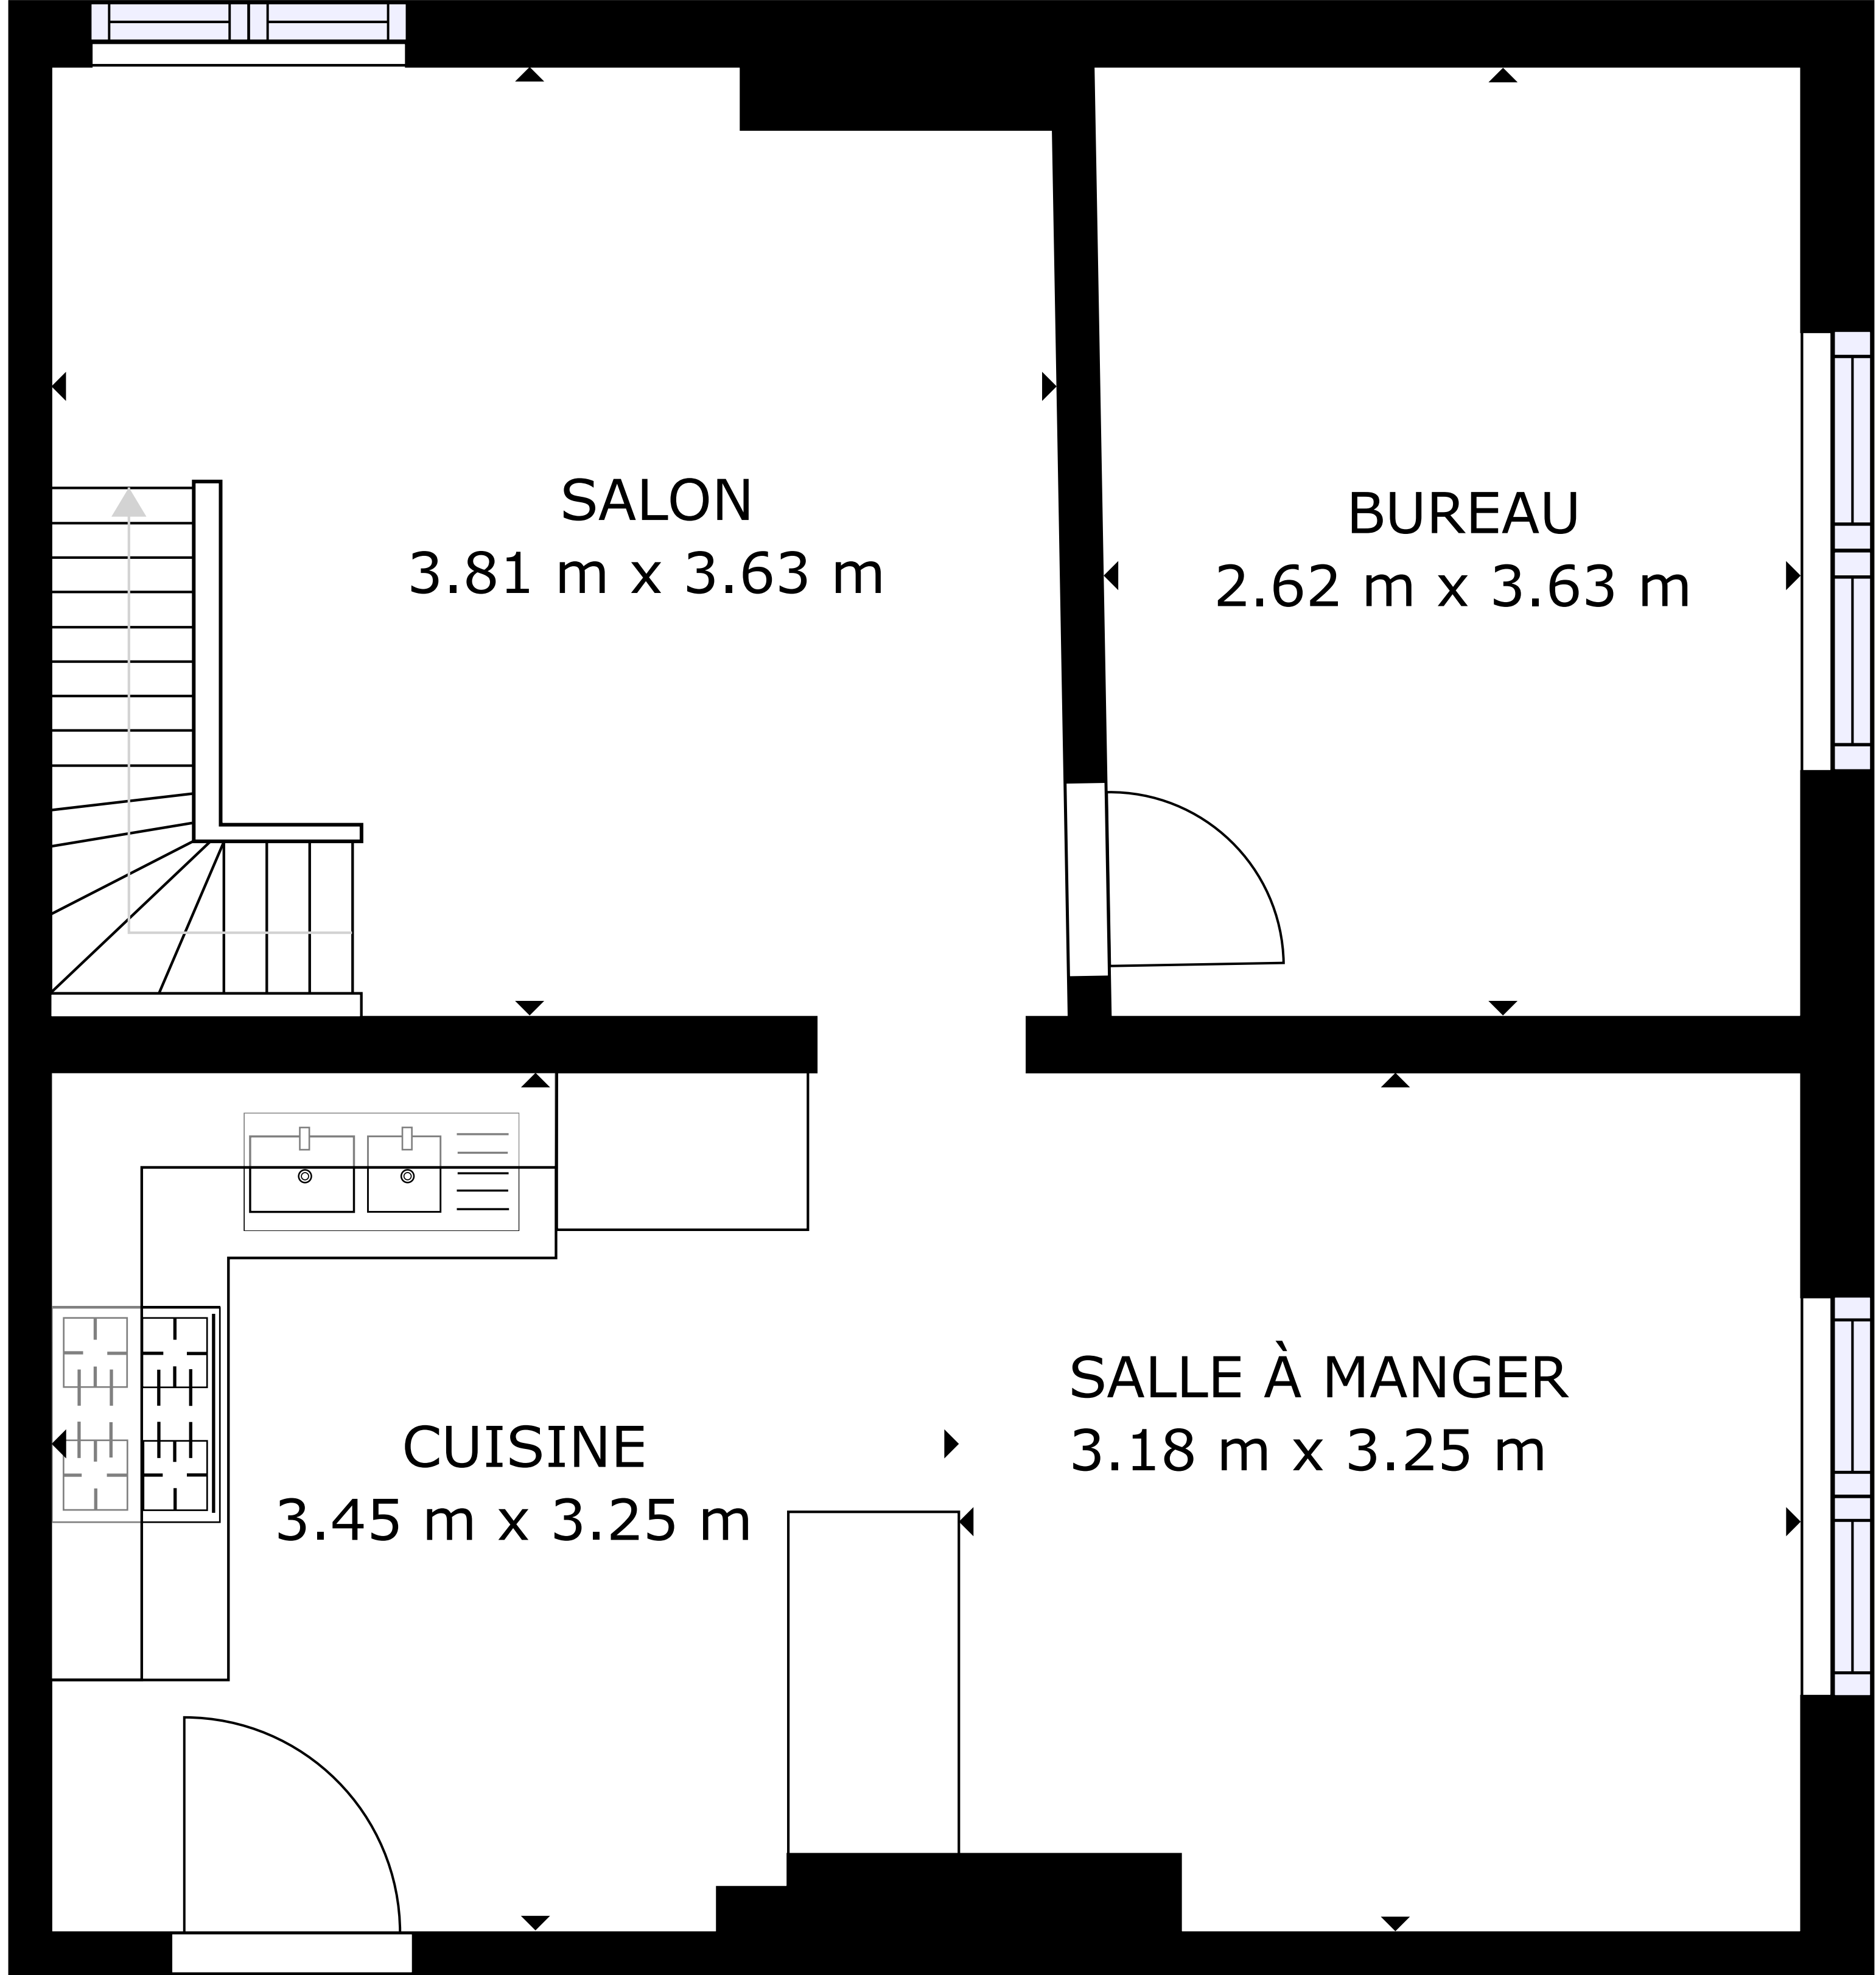 SALON
3.81 m x 3.63 m
BUREAU
2.62 m x 3.63 m
SALLE À MANGER
3.18 m x 3.25 m
CUISINE
3.45 m x 3.25 m